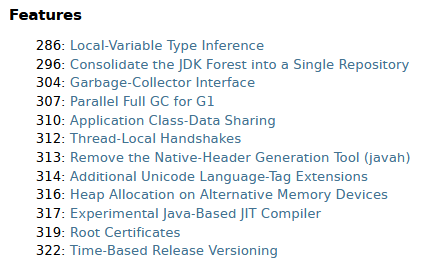 Features
286: Local-Variable Type Inference
296: Consolidate the JDK Forest into a Single Repository
304: Garbage-Collector Interface
307: Parallel Full GC for G1
310: Application Class-Data Sharing
312: Thread-Local Handshakes
313: Remove the Native-Header Generation Tool (javah)
314: Additional Unicode Language-Tag Extensions
316: Heap Allocation on Alternative Memory Devices
317: Experimental Java-Based JIT Compiler
319: Root Certificates
322: Time-Based Release Versioning